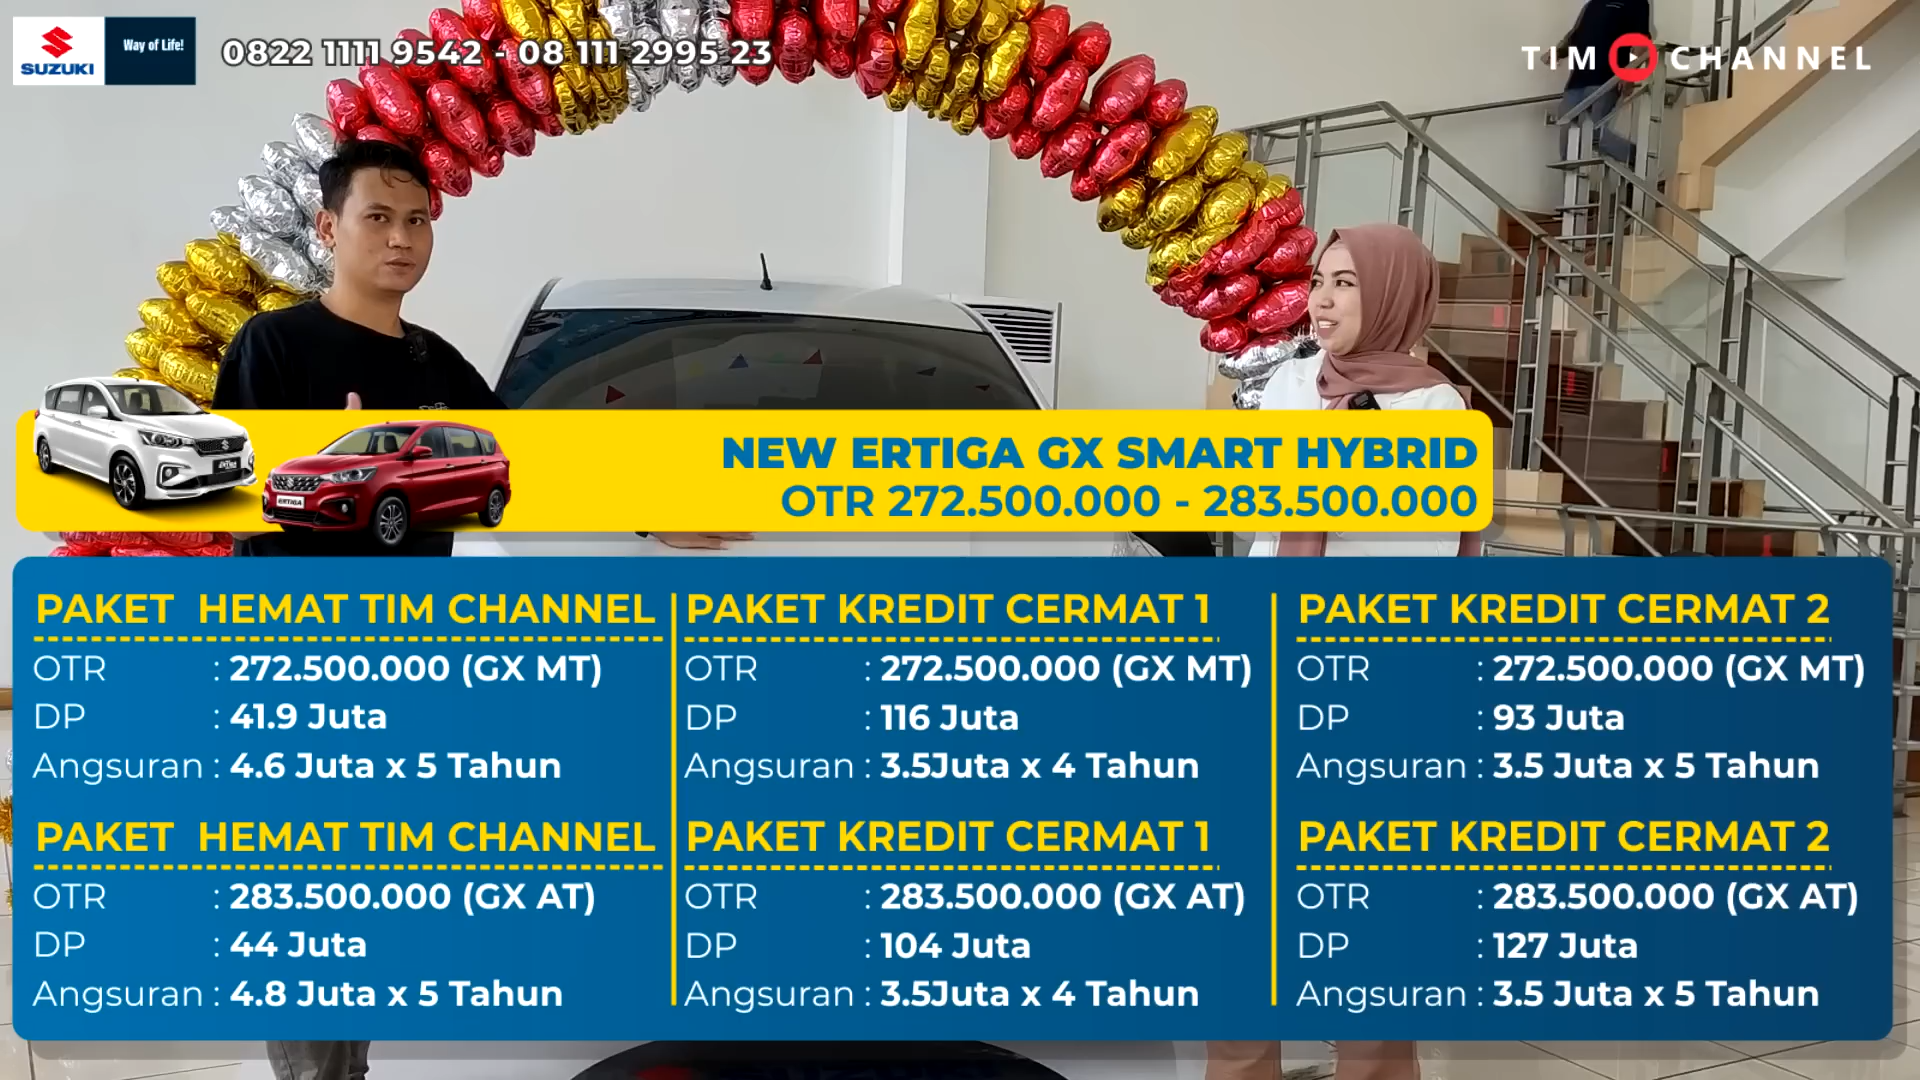 SUZUKI
Way of Life!
0822 1111 9542 - 08 111 2995 23
TIM CHANNEL
ERTIGA
NEW ERTIGA GX SMART HYBRID
OTR 272.500.000 - 283.500.000
PAKET HEMAT TIM CHANNEL
OTR : 272.500.000 (GX MT)
DP : 41.9 Juta
Angsuran : 4.6 Juta x 5 Tahun
PAKET KREDIT CERMAT 1
OTR : 272.500.000 (GX MT)
DP : 116 Juta
Angsuran : 3.5Juta x 4 Tahun
PAKET KREDIT CERMAT 2
OTR : 272.500.000 (GX MT)
DP : 93 Juta
Angsuran : 3.5 Juta x 5 Tahun
PAKET HEMAT TIM CHANNEL
OTR : 283.500.000 (GX AT)
DP : 44 Juta
Angsuran : 4.8 Juta x 5 Tahun
PAKET KREDIT CERMAT 1
OTR : 283.500.000 (GX AT)
DP : 104 Juta
Angsuran : 3.5Juta x 4 Tahun
PAKET KREDIT CERMAT 2
OTR : 283.500.000 (GX AT)
DP : 127 Juta
Angsuran : 3.5 Juta x 5 Tahun